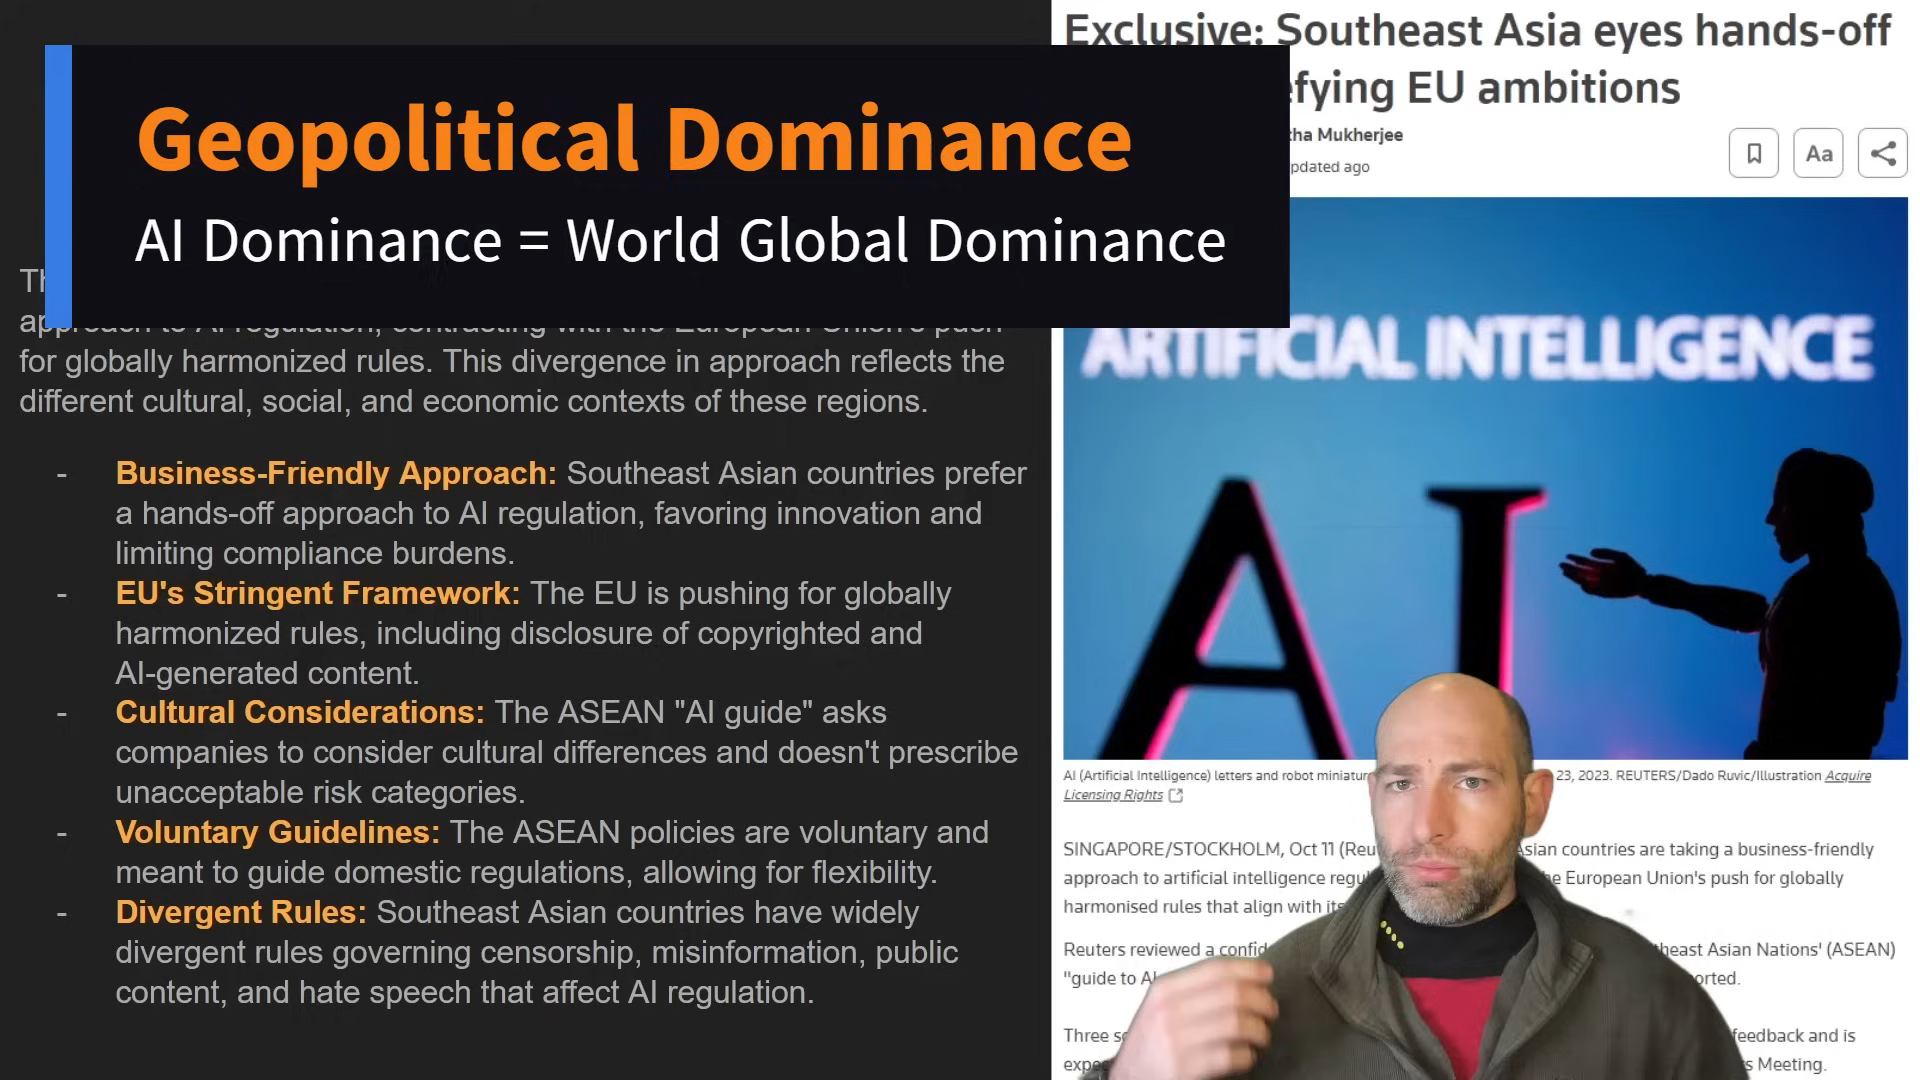 Geopolitical Dominance
AI Dominance = World Global Dominance
for globally harmonized rules. This divergence in approach reflects the
different cultural, social, and economic contexts of these regions.
- Business-Friendly Approach: Southeast Asian countries prefer
a hands-off approach to AI regulation, favoring innovation and
limiting compliance burdens.
- EU's Stringent Framework: The EU is pushing for globally
harmonized rules, including disclosure of copyrighted and
AI-generated content.
- Cultural Considerations: The ASEAN "AI guide" asks
companies to consider cultural differences and doesn't prescribe
unacceptable risk categories.
- Voluntary Guidelines: The ASEAN policies are voluntary and
meant to guide domestic regulations, allowing for flexibility.
- Divergent Rules: Southeast Asian countries have widely
divergent rules governing censorship, misinformation, public
content, and hate speech that affect AI regulation.
Exclusive: Southeast Asia eyes hands-off
EU ambitions
Mukherjee
ago
Aa
ARTIFICIAL INTELLIGENCE
AI
AI (Artificial Intelligence) letters and robot 23, 2023. REUTERS/Dado Ruvic/Illustration Acquire
Licensing Rights
SINGAPORE/STOCKHOLM, Oct 11 Asian countries are taking a business-friendly
approach to artificial intelligence European Union's push for globally
harmonised rules that align with
Reuters reviewed a Asian Nations' (ASEAN)
"guide to
Three feedback and is
Meeting.